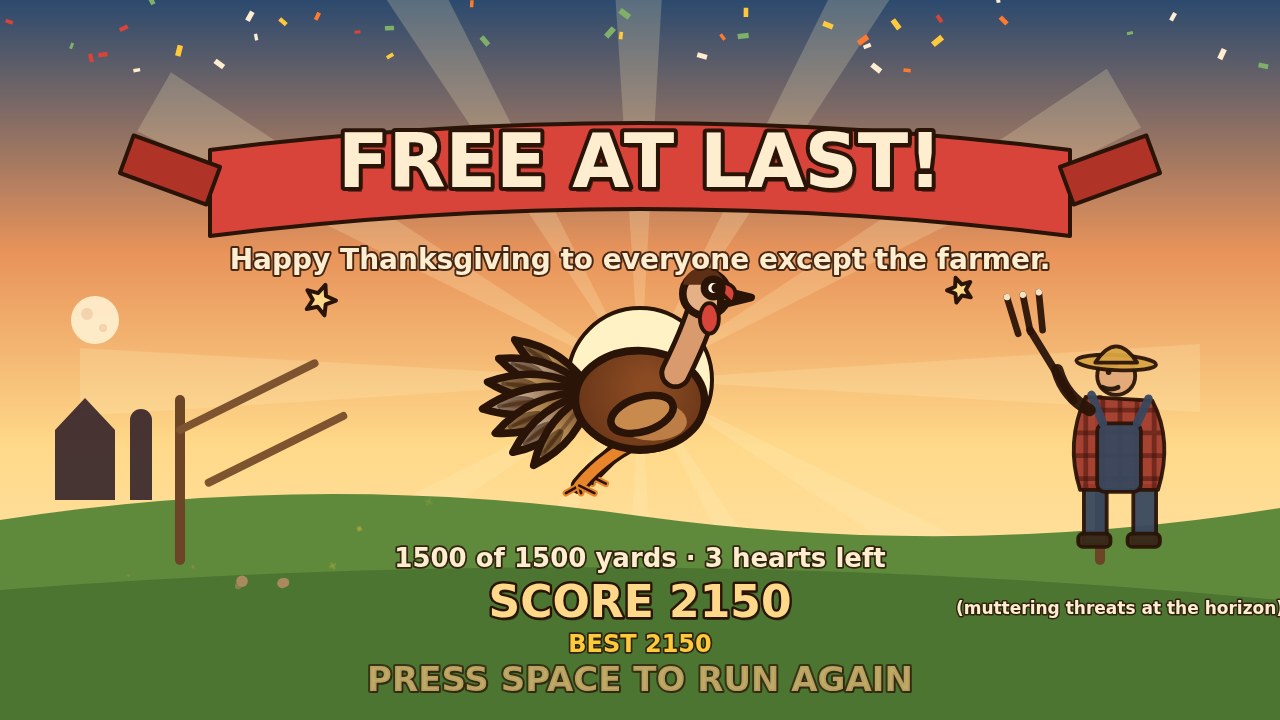 FREE AT LAST!
Happy Thanksgiving to everyone except the farmer.
1500 of 1500 yards · 3 hearts left
SCORE 2150
(muttering threats at the horizon)
BEST 2150
PRESS SPACE TO RUN AGAIN